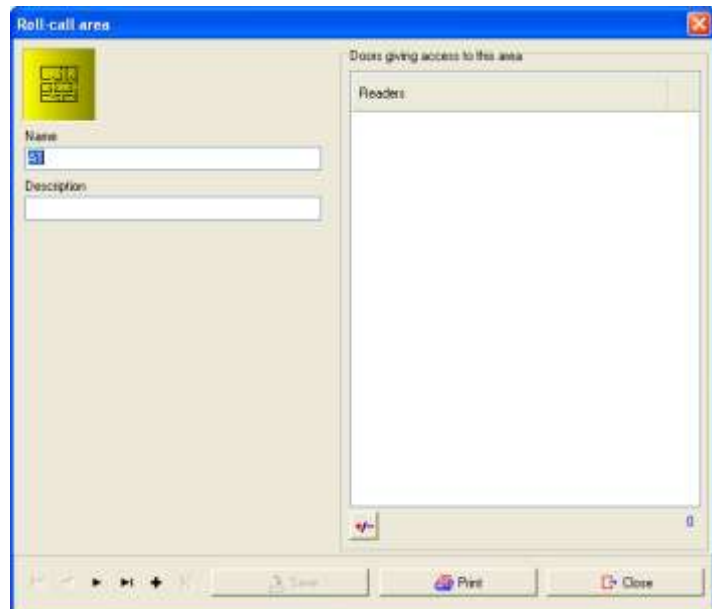 Roll-call area
Doors giving access to this area
Readers
Name
Description
+/-
0
Save
Print
Close